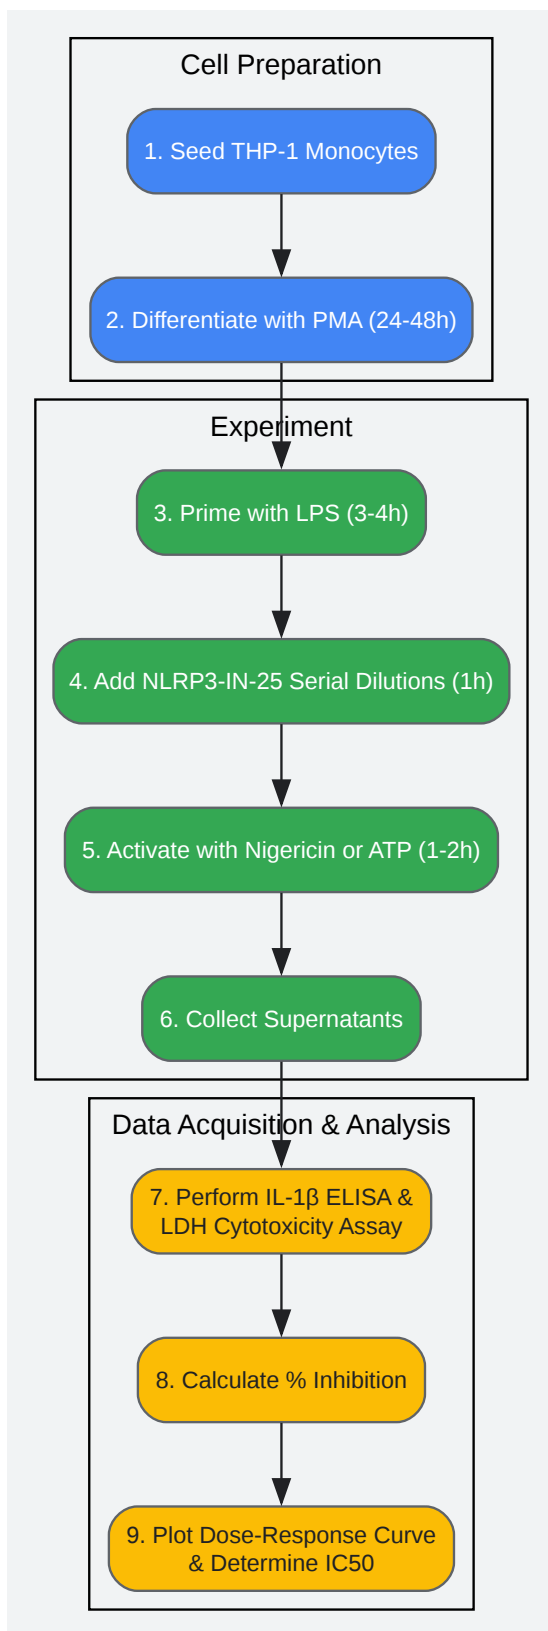 Cell Preparation
1. Seed THP-1 Monocytes
2. Differentiate with PMA (24-48h)
Experiment
3. Prime with LPS (3-4h)
4. Add NLRP3-IN-25 Serial Dilutions (1h)
5. Activate with Nigericin or ATP (1-2h)
6. Collect Supernatants
Data Acquisition & Analysis
7. Perform IL-1β ELISA &
LDH Cytotoxicity Assay
8. Calculate % Inhibition
9. Plot Dose-Response Curve
& Determine IC50